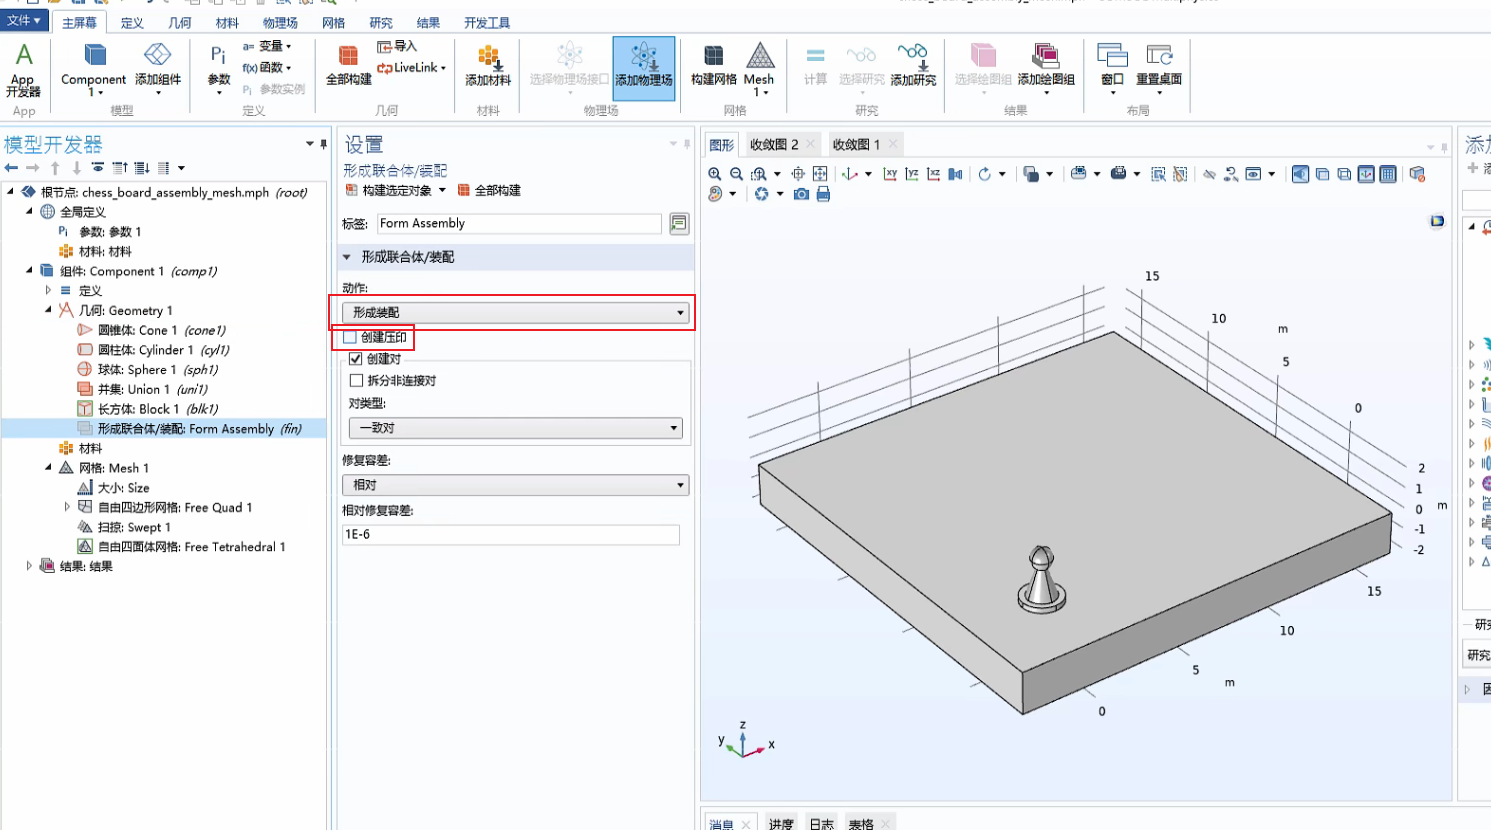 文件 主屏幕 定义 几何 材料 物理场 网格 研究 结果 开发工具
A
App
开发器
App
Component
1
添加组件
模型
Pi
参数
a= 变量
f(x) 函数
Pi 参数实例
定义
全部构建
导入
LiveLink
几何
添加材料
材料
选择物理场接口
添加物理场
物理场
构建网格
Mesh
1
网格
计算
选择研究
添加研究
研究
选择绘图组
添加绘图组
结果
窗口
重置桌面
布局
模型开发器
根节点: chess_board_assembly_mesh.mph (root)
全局定义
Pi 参数: 参数 1
材料: 材料
组件: Component 1 (comp1)
定义
几何: Geometry 1
圆锥体: Cone 1 (cone1)
圆柱体: Cylinder 1 (cyl1)
球体: Sphere 1 (sph1)
并集: Union 1 (uni1)
长方体: Block 1 (blk1)
形成联合体/装配: Form Assembly (fin)
材料
网格: Mesh 1
大小: Size
自由四边形网格: Free Quad 1
扫掠: Swept 1
自由四面体网格: Free Tetrahedral 1
结果: 结果
设置
形成联合体/装配
构建选定对象 全部构建
标签: Form Assembly
形成联合体/装配
动作:
形成装配
创建压印
创建对
拆分非连接对
对类型:
一致对
修复容差:
相对
相对修复容差:
1E-6
图形 收敛图 2 收敛图 1
xy yz xz
15
10
m
5
0
2
1
0
m
-1
-2
15
10
5
m
0
z
y
x
消息 进度 日志 表格
添加
研究